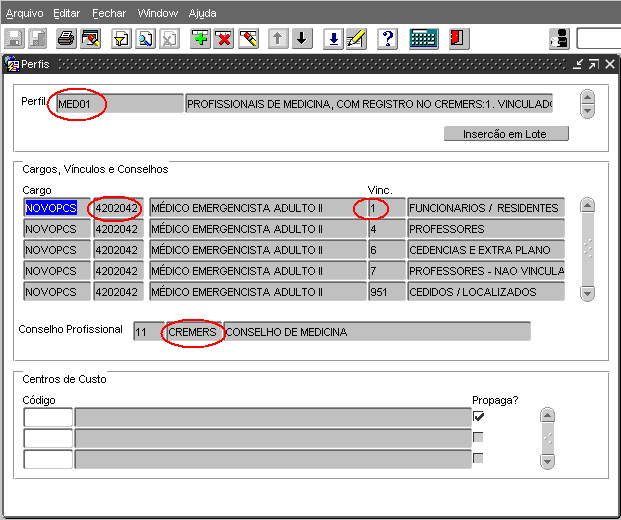 Arquivo Editar Fechar Window Ajuda
Perfis
Perfil MED01 PROFISSIONAIS DE MEDICINA, COM REGISTRO NO CREMERS:1. VINCULADO
Insercão em Lote
Cargos, Vínculos e Conselhos
Cargo Vinc.
NOVOPCS 4202042 MÉDICO EMERGENCISTA ADULTO II 1 FUNCIONARIOS / RESIDENTES
NOVOPCS 4202042 MÉDICO EMERGENCISTA ADULTO II 4 PROFESSORES
NOVOPCS 4202042 MÉDICO EMERGENCISTA ADULTO II 6 CEDENCIAS E EXTRA PLANO
NOVOPCS 4202042 MÉDICO EMERGENCISTA ADULTO II 7 PROFESSORES - NAO VINCULA
NOVOPCS 4202042 MÉDICO EMERGENCISTA ADULTO II 951 CEDIDOS / LOCALIZADOS
Conselho Profissional 11 CREMERS CONSELHO DE MEDICINA
Centros de Custo
Código Propaga?